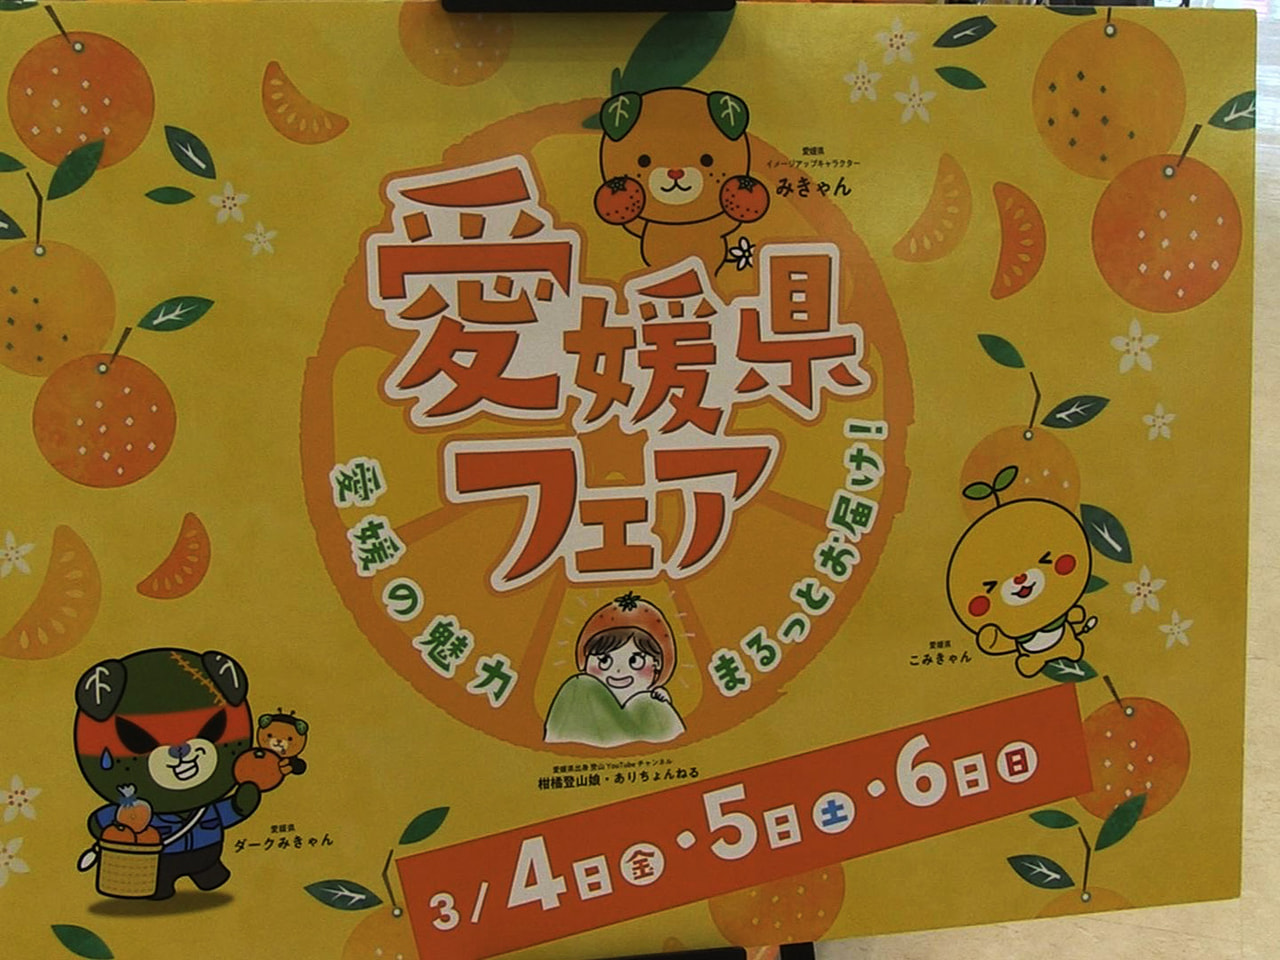 愛媛県
イメージアップキャラクター
みきゃん
愛媛県
フェア
愛媛の魅力
まるっとお届け!
愛媛県
こみきゃん
愛媛県出身 登山YouTubeチャンネル
柑橘登山娘・ありちょんねる
愛媛県
ダークみきゃん
3/4日金・5日土・6日日